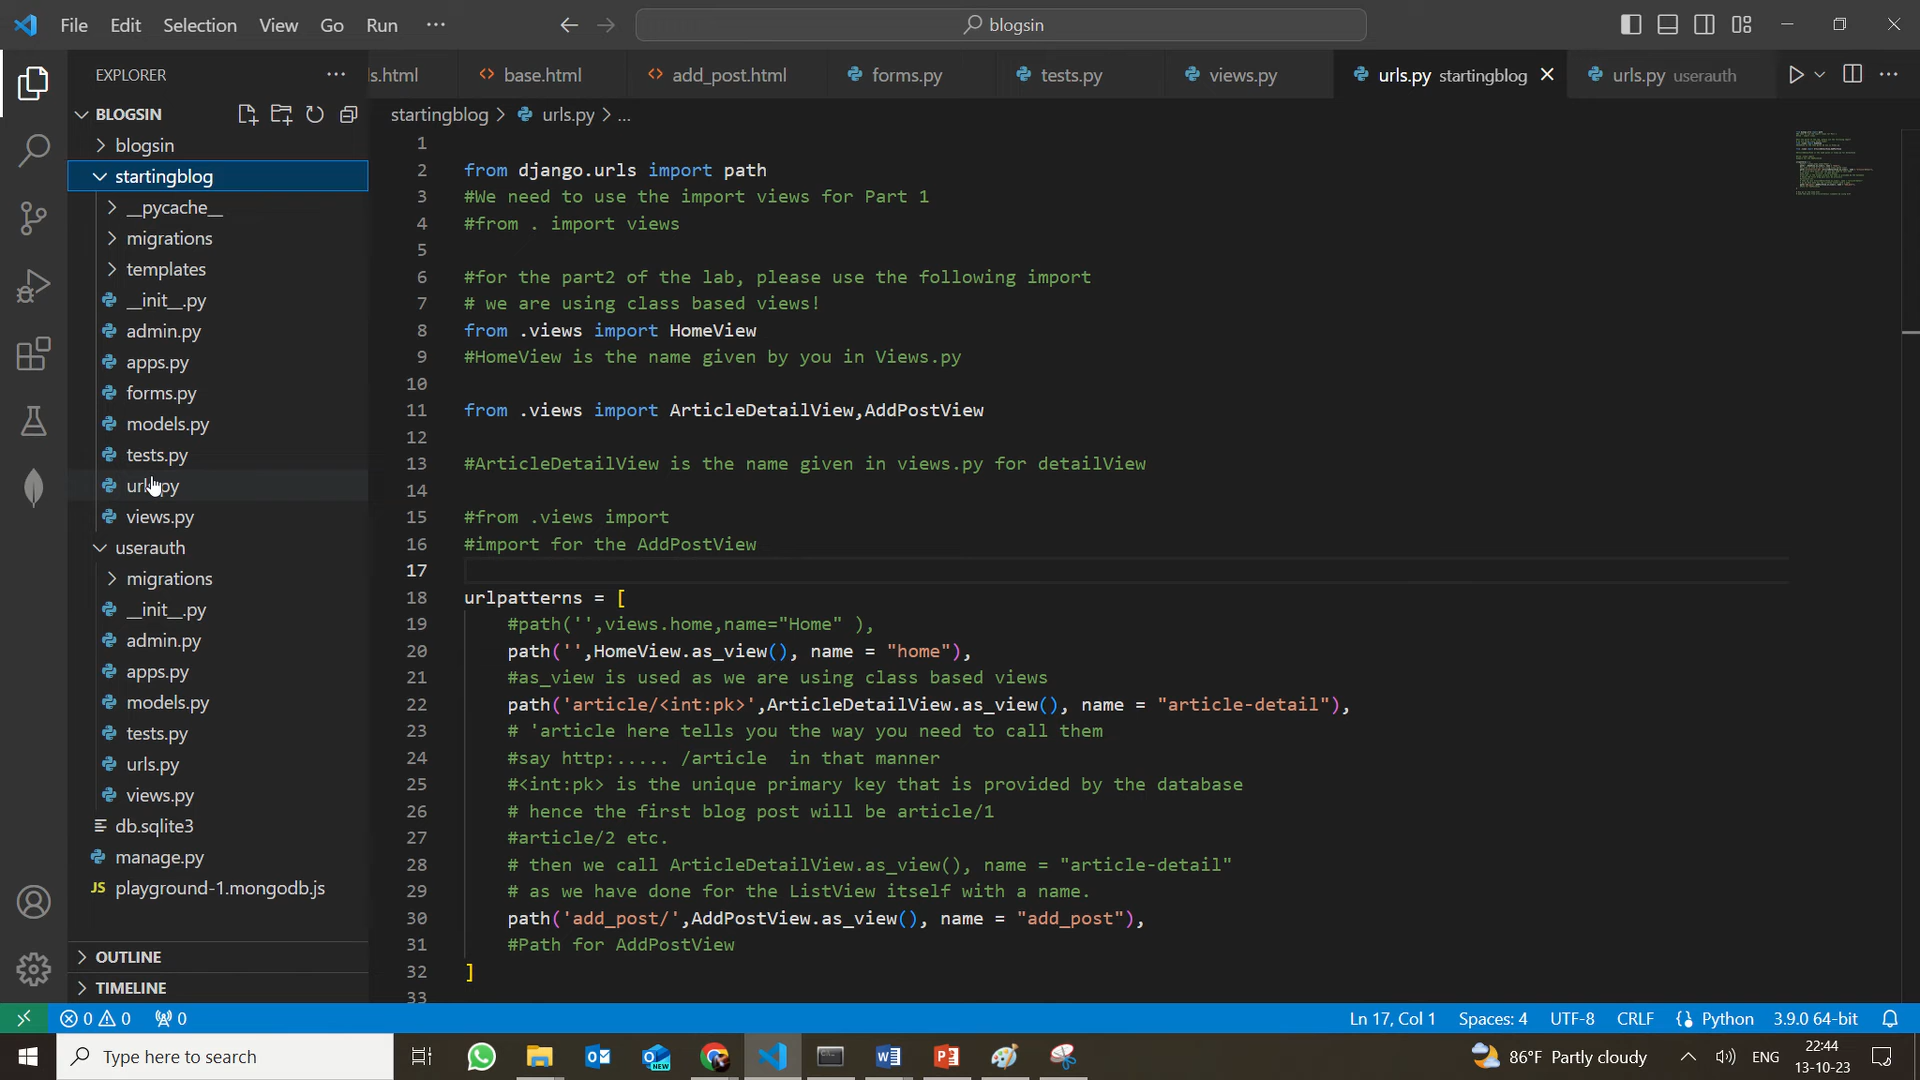 File Edit Selection View Go Run ··· blogsin
EXPLORER ···
ls.html base.html add_post.html forms.py tests.py views.py urls.py startingblog urls.py userauth
BLOGSIN
startingblog > urls.py > ...
blogsin
startingblog
__pycache__
migrations
templates
__init__.py
admin.py
apps.py
forms.py
models.py
tests.py
views.py
userauth
migrations
__init__.py
admin.py
apps.py
models.py
tests.py
urls.py
views.py
db.sqlite3
manage.py
JS playground-1.mongodb.js
OUTLINE
TIMELINE
1
2 from django.urls import path
3 #We need to use the import views for Part 1
4 #from . import views
5
6 #for the part2 of the lab, please use the following import
7 # we are using class based views!
8 from .views import HomeView
9 #HomeView is the name given by you in Views.py
10
11 from .views import ArticleDetailView,AddPostView
12
13 #ArticleDetailView is the name given in views.py for detailView
14
15 #from .views import
16 #import for the AddPostView
17
18 urlpatterns = [
19 #path('',views.home,name="Home" ),
20 path('',HomeView.as_view(), name = "home"),
21 #as_view is used as we are using class based views
22 path('article/<int:pk>',ArticleDetailView.as_view(), name = "article-detail"),
23 # 'article here tells you the way you need to call them
24 #say http:..... /article in that manner
25 #<int:pk> is the unique primary key that is provided by the database
26 # hence the first blog post will be article/1
27 #article/2 etc.
28 # then we call ArticleDetailView.as_view(), name = "article-detail"
29 # as we have done for the ListView itself with a name.
30 path('add_post/',AddPostView.as_view(), name = "add_post"),
31 #Path for AddPostView
32 ]
33
0 0 0 Ln 17, Col 1 Spaces: 4 UTF-8 CRLF Python 3.9.0 64-bit
Type here to search NEW 86°F Partly cloudy ENG 22:44
13-10-23